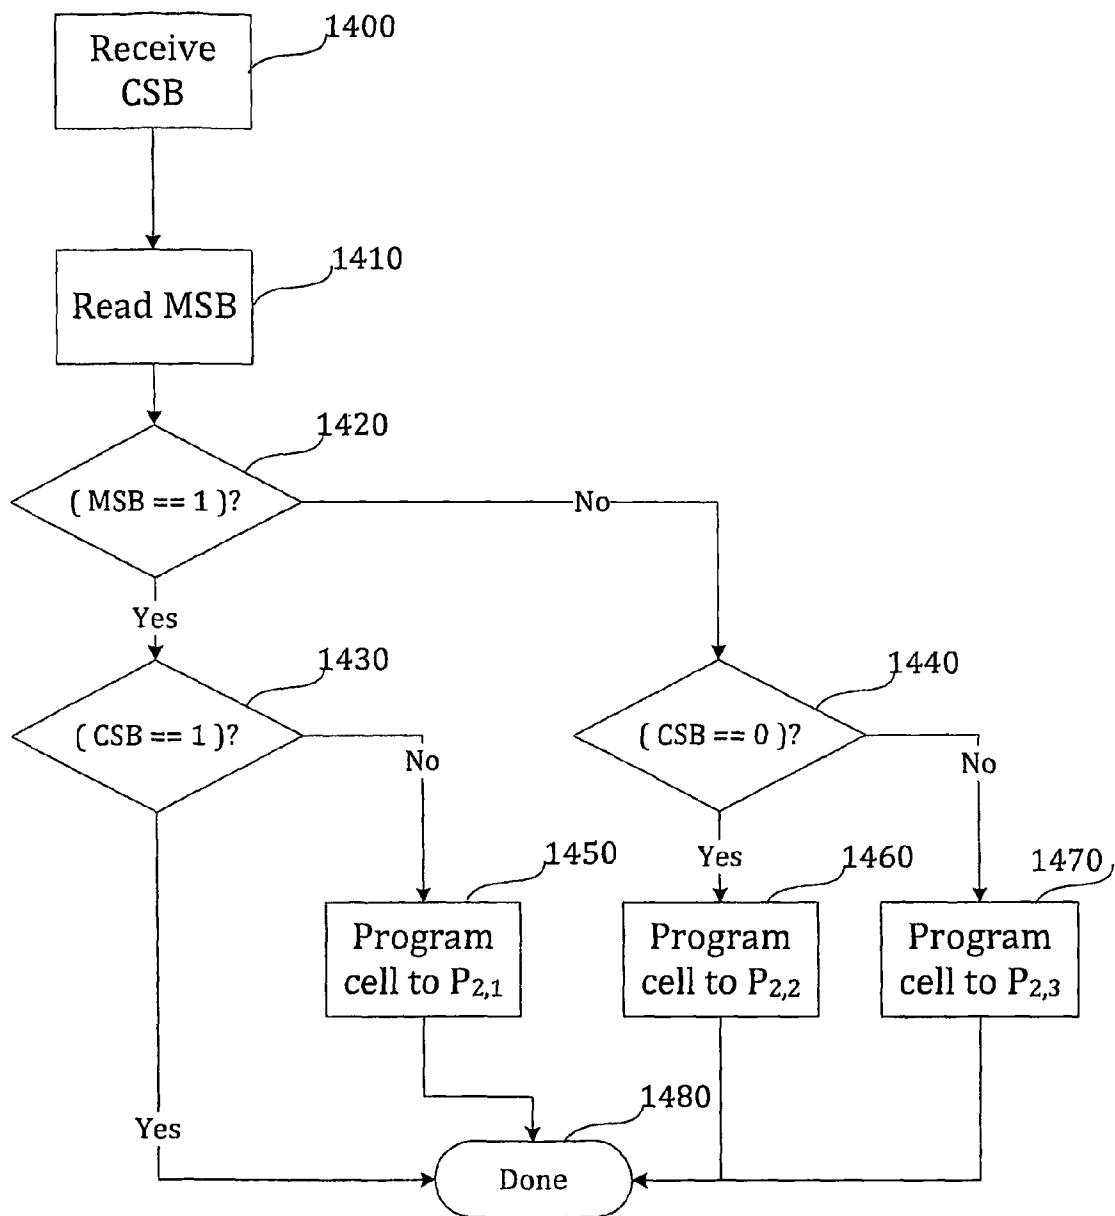 1400
Receive
CSB
1410
Read MSB
1420
( MSB == 1 )?
No
Yes
1430
( CSB == 1 )?
No
1440
( CSB == 0 )?
No
Yes
1450
Program
cell to P2,1
1460
Program
cell to P2,2
1470
Program
cell to P2,3
Yes
1480
Done